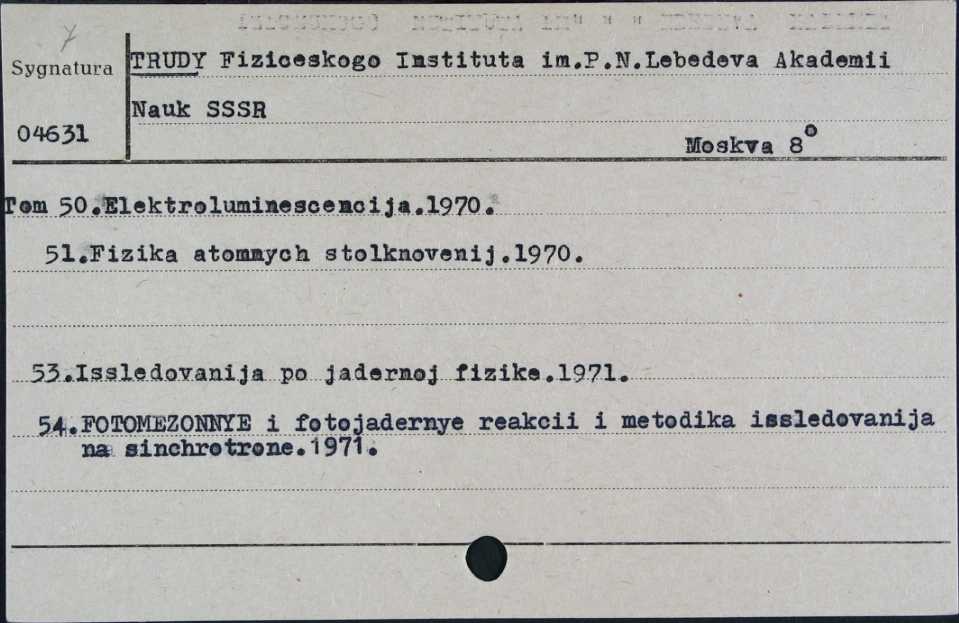 7
Sygnatura
TRUDY Fiziceskogo Instituta im.P.N.Lebedeva Akademii
Nauk SSSR
04631
Moskva 8°
Tom 50.Elektroluminescencija.1970.
51.Fizika atomnych stolknovenij.1970.
53.Issledovanija po jadernoj fizike.1971.
54.FOTOMEZONNYE i fotojadernye reakcii i metodika issledovanija
na sinchrotrone.1971.